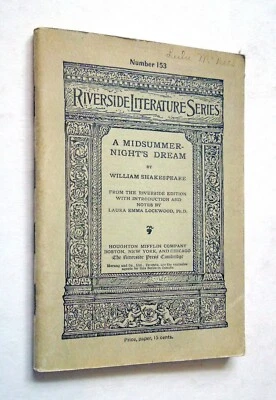 Number 153
RIVERSIDE LITERATURE SERIES
A MIDSUMMER-
NIGHT'S DREAM
BY
WILLIAM SHAKESPEARE
FROM THE RIVERSIDE EDITION
WITH INTRODUCTION AND
NOTES BY
LAURA EMMA LOCKWOOD, Ph.D.
HOUGHTON MIFFLIN COMPANY
BOSTON, NEW YORK, AND CHICAGO
The Riverside Press Cambridge
Price, paper, 15 cents.